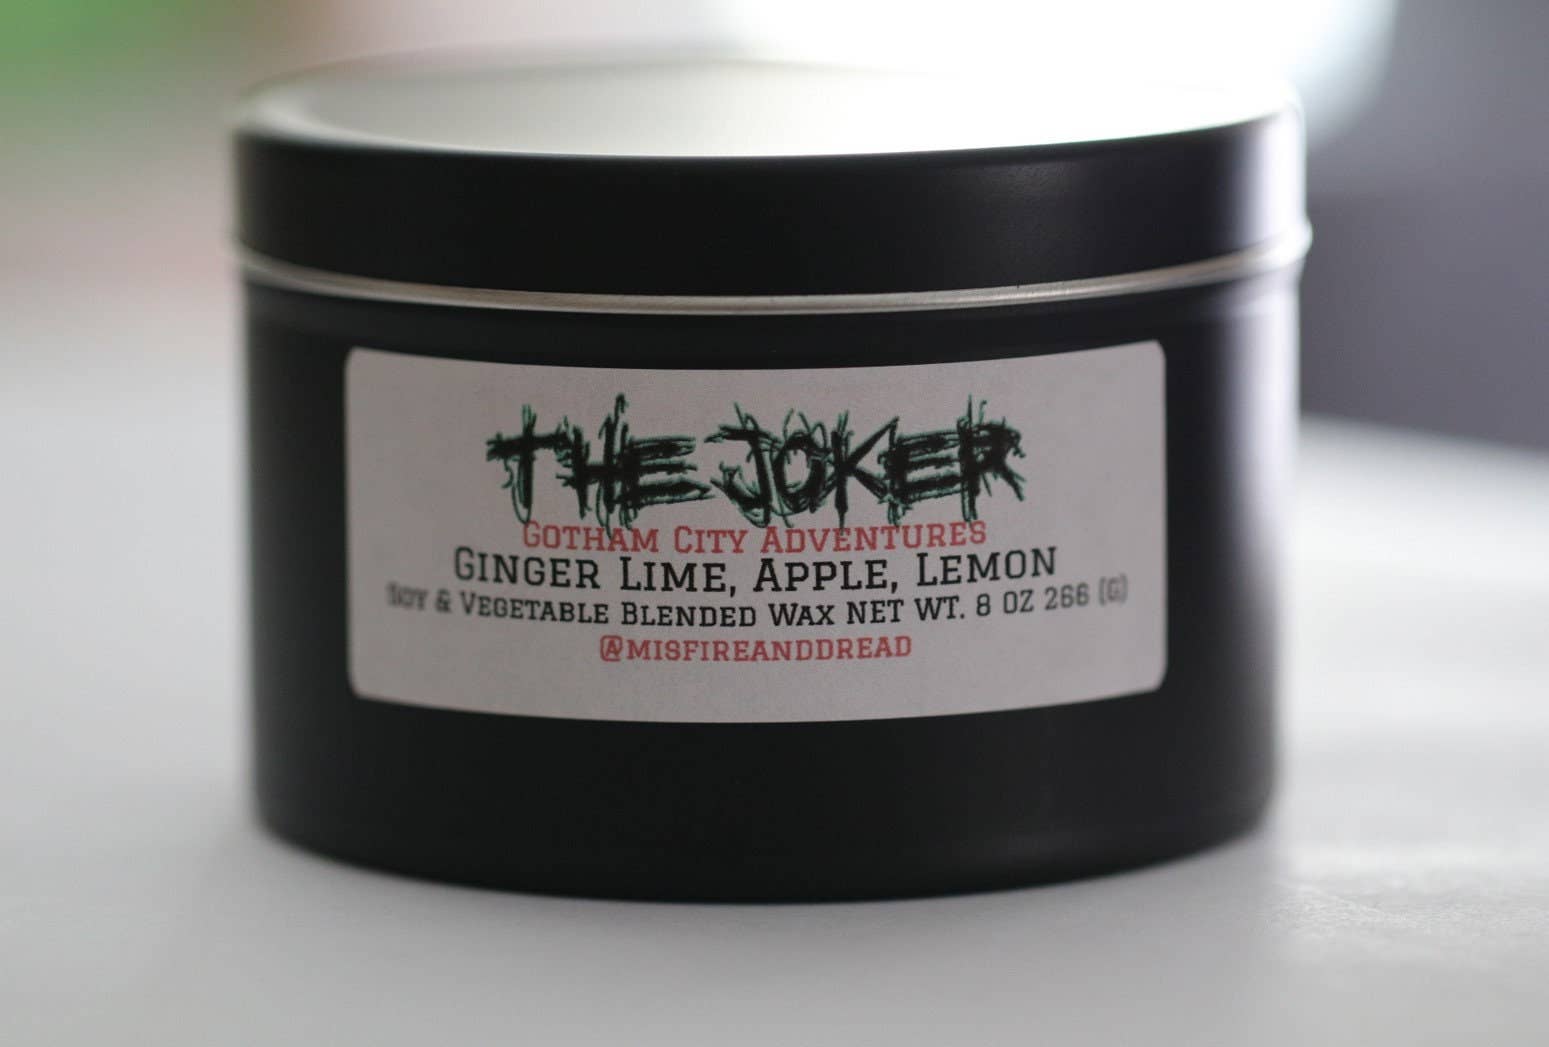 THE JOKER
GOTHAM CITY ADVENTURES
GINGER LIME, APPLE, LEMON
SOY & VEGETABLE BLENDED WAX NET WT. 8 OZ 266 (G)
@MISFIREANDDREAD